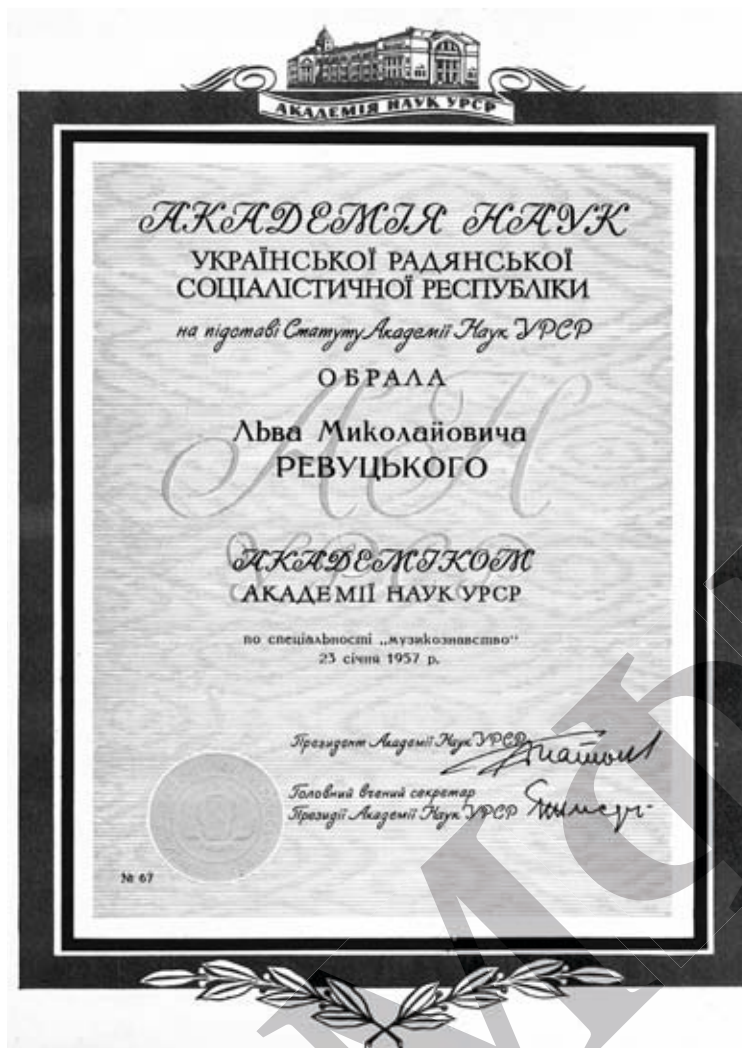 АКАДЕМІЯ НАУК УРСР
АКАДЕМІЯ НАУК
УКРАЇНСЬКОЇ РАДЯНСЬКОЇ
СОЦІАЛІСТИЧНОЇ РЕСПУБЛІКИ
на підставі Статуту Академії Наук УРСР
ОБРАЛА
Льва Миколайовича
РЕВУЦЬКОГО
АН
УРСР
АКАДЕМІКОМ
АКАДЕМІЇ НАУК УРСР
по спеціальності „музикознавство“
23 січня 1957 р.
Президент Академії Наук УРСР
Головний вчений секретар
Президії Академії Наук УРСР
№ 67